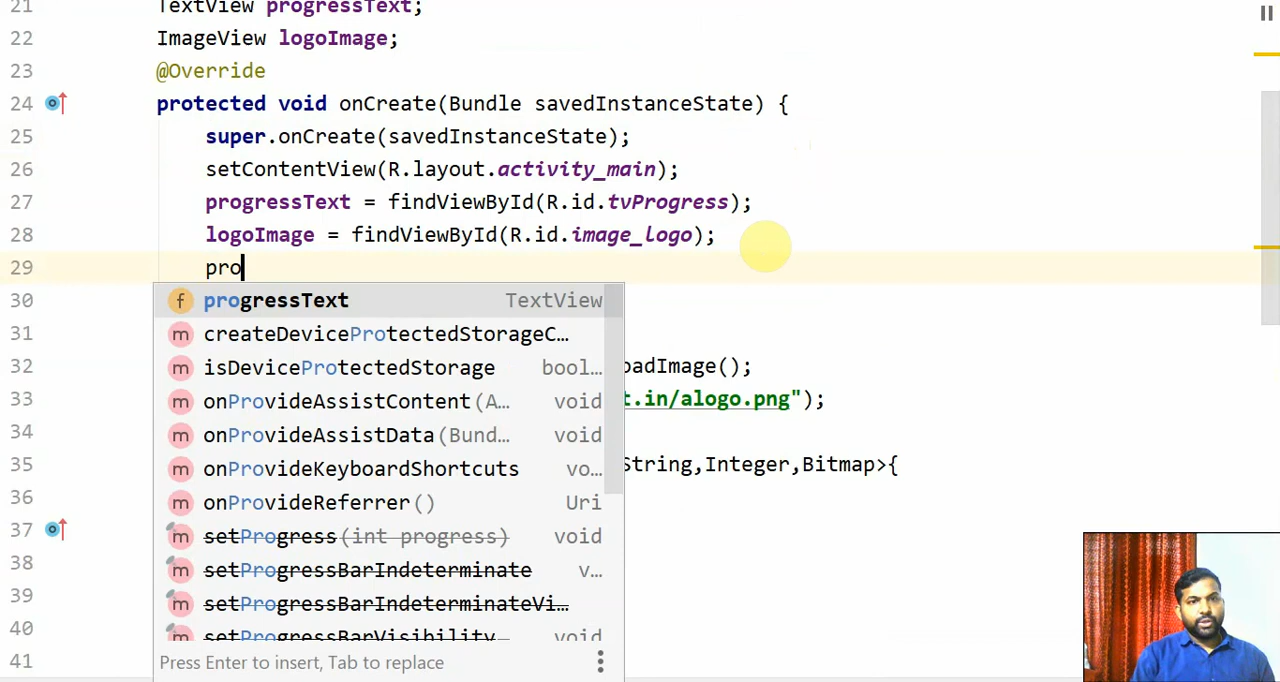 21 TextView progressText;
22 ImageView logoImage;
23 @Override
24 protected void onCreate(Bundle savedInstanceState) {
25 super.onCreate(savedInstanceState);
26 setContentView(R.layout.activity_main);
27 progressText = findViewById(R.id.tvProgress);
28 logoImage = findViewById(R.id.image_logo);
29 pro
30 f progressText TextView
31 m createDeviceProtectedStorageC…
32 oadImage();
m isDeviceProtectedStorage bool…
33 t.in/alogo.png");
m onProvideAssistContent(A… void
34 m onProvideAssistData(Bund… void
35 String,Integer,Bitmap>{
m onProvideKeyboardShortcuts vo…
36 m onProvideReferrer() Uri
37 m setProgress(int progress) void
38 m setProgressBarIndeterminate v…
39 m setProgressBarIndeterminateVi…
40 m setProgressBarVisibility void
41 Press Enter to insert, Tab to replace